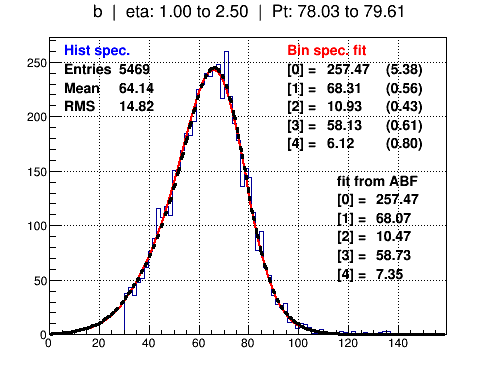 b | eta: 1.00 to 2.50 | Pt: 78.03 to 79.61
Hist spec.
Entries 5469
Mean 64.14
RMS 14.82
Bin spec. fit
[0] = 257.47 (5.38)
[1] = 68.31 (0.56)
[2] = 10.93 (0.43)
[3] = 58.13 (0.61)
[4] = 6.12 (0.80)
fit from ABF
[0] = 257.47
[1] = 68.07
[2] = 10.47
[3] = 58.73
[4] = 7.35
250
200
150
100
50
0
0 20 40 60 80 100 120 140